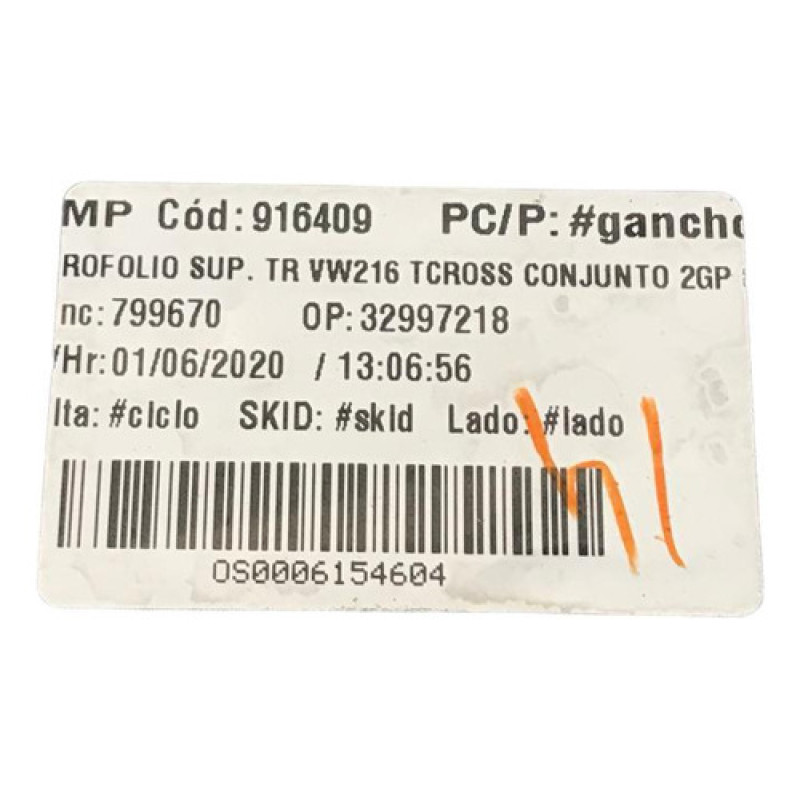 MP Cód:916409 PC/P: #gancho
ROFOLIO SUP. TR VW216 TCROSS CONJUNTO 2GP
nc:799670 OP:32997218
/Hr:01/06/2020 / 13:06:56
lta: #ciclo SKID: #skid Lado: #lado
OS0006154604